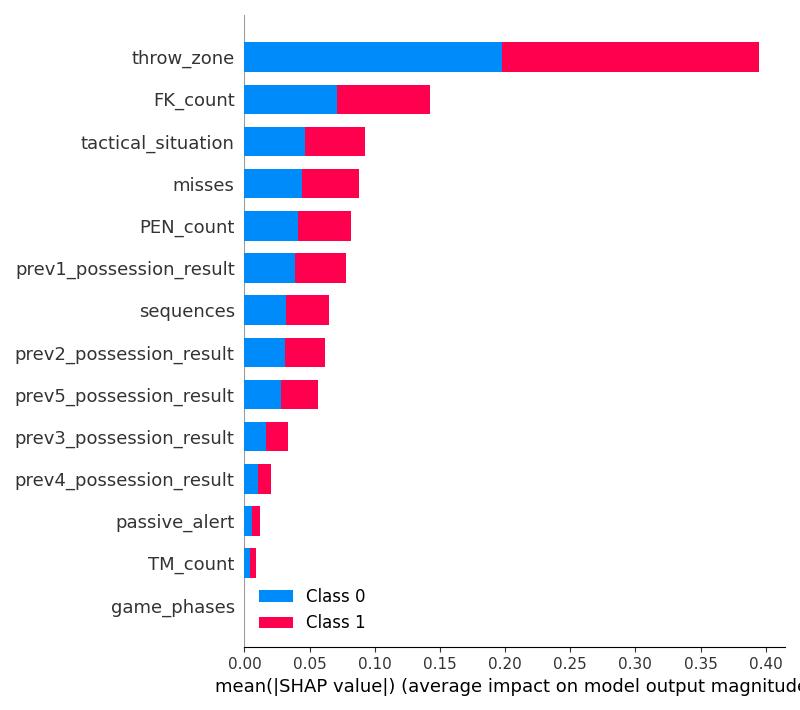 throw_zone
FK_count
tactical_situation
misses
PEN_count
prev1_possession_result
sequences
prev2_possession_result
prev5_possession_result
prev3_possession_result
prev4_possession_result
passive_alert
TM_count
game_phases
Class 0
Class 1
0.00 0.05 0.10 0.15 0.20 0.25 0.30 0.35 0.40
mean(|SHAP value|) (average impact on model output magnitude